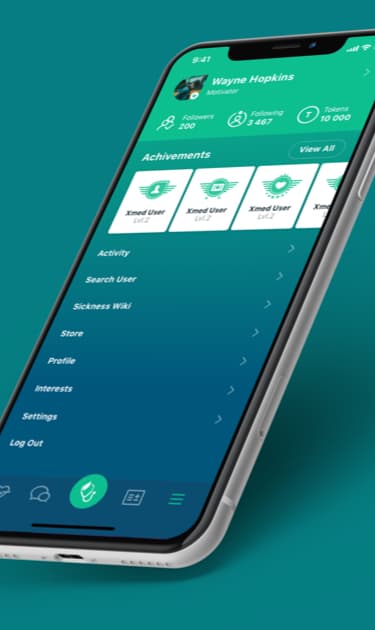 9:41
Wayne Hopkins
Motivator
Followers
200
Following
3 467
T
Tokens
10 000
Achivements
View All
Xmed User
Lvl.2
Xmed User
Lvl.2
Xmed User
Lvl.2
Activity
Search User
Sickness Wiki
Store
Profile
Interests
Settings
Log Out